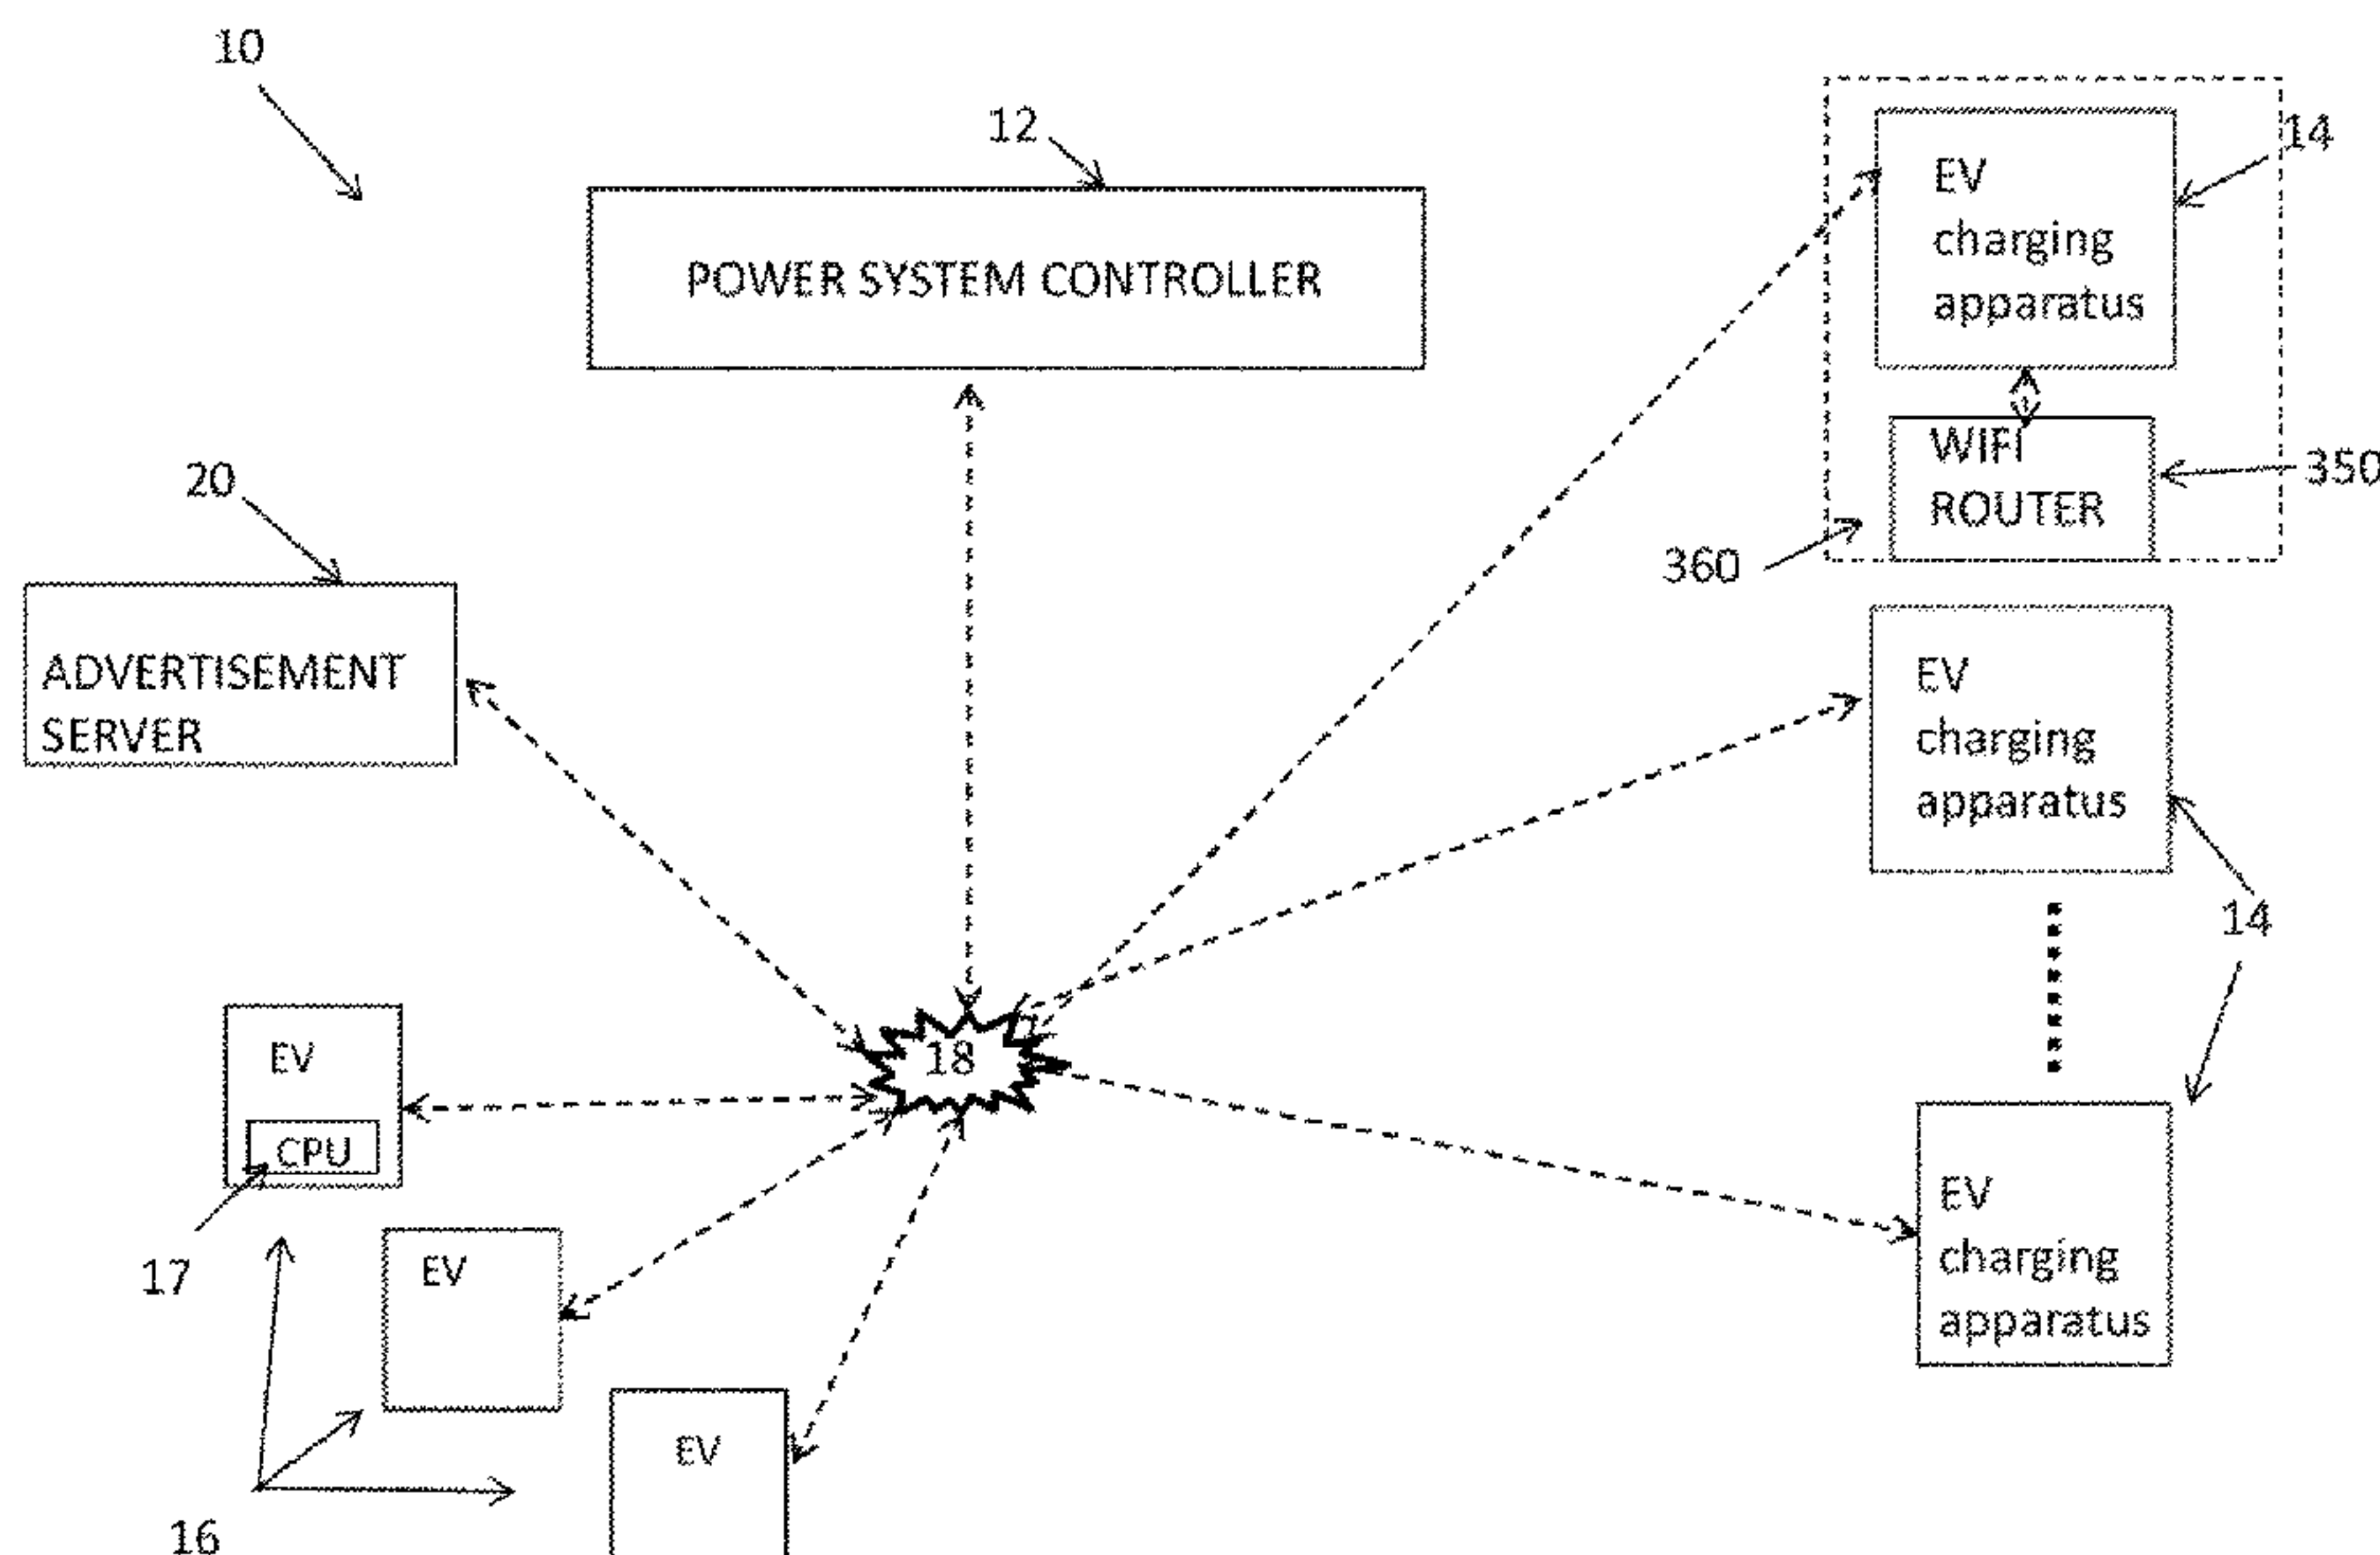 10
12
POWER SYSTEM CONTROLLER
14
EV
charging
apparatus
WIFI
ROUTER
350
360
20
ADVERTISEMENT
SERVER
EV
charging
apparatus
14
18
EV
CPU
17
EV
EV
16
EV
charging
apparatus